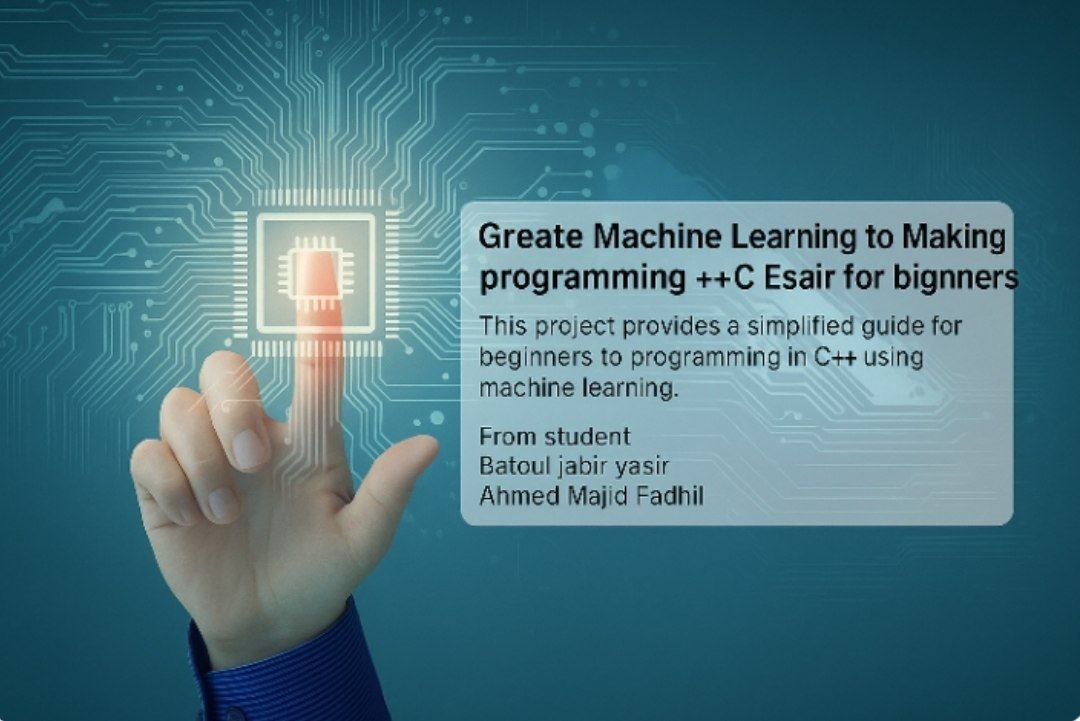 Greate Machine Learning to Making
programming ++C Esair for bignners
This project provides a simplified guide for
beginners to programming in C++ using
machine learning.
From student
Batoul jabir yasir
Ahmed Majid Fadhil